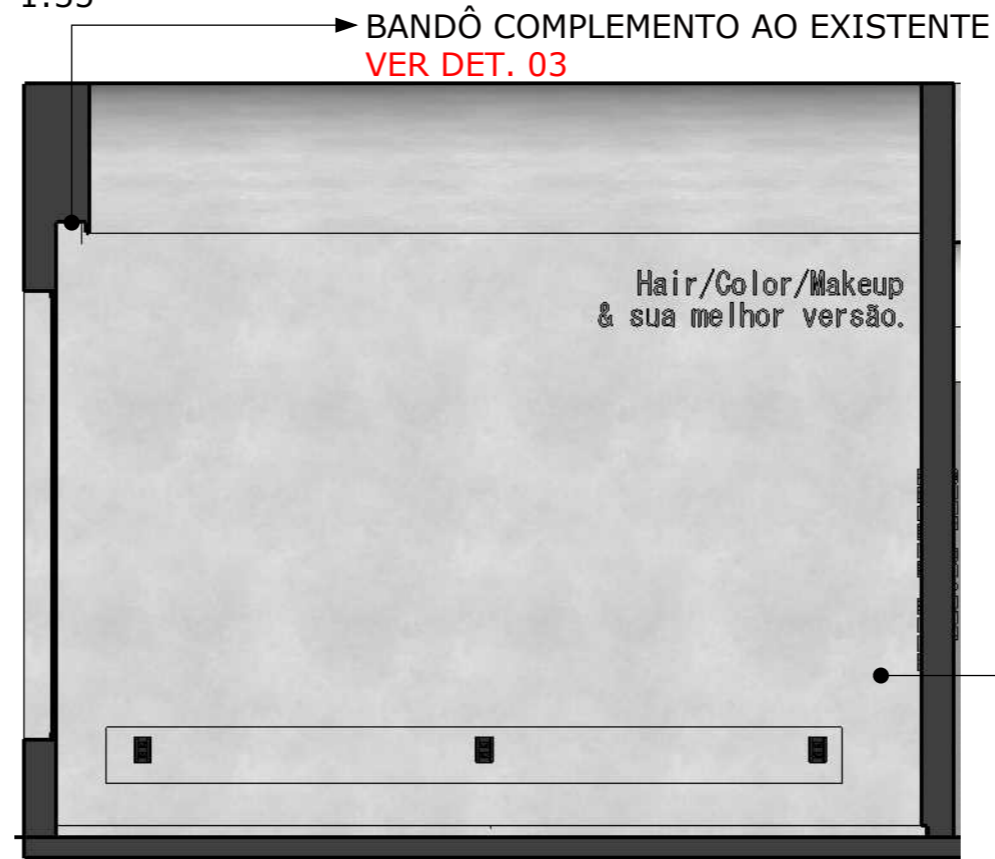 BANDÔ COMPLEMENTO AO EXISTENTE
VER DET. 03
Hair/Color/Makeup
& sua melhor versão.